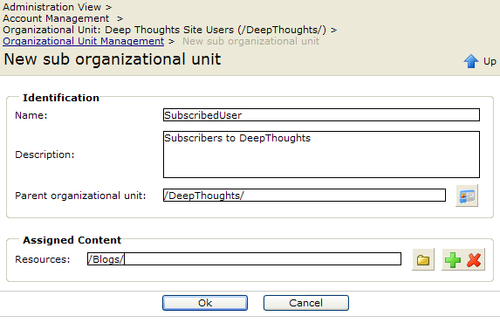 Administration View >
Account Management >
Organizational Unit: Deep Thoughts Site Users (/DeepThoughts/) >
Organizational Unit Management > New sub organizational unit
New sub organizational unit
Up
Identification
Name: SubscribedUser
Subscribers to DeepThoughts
Description:
Parent organizational unit: /DeepThoughts/
Assigned Content
Resources: /Blogs/
Ok Cancel